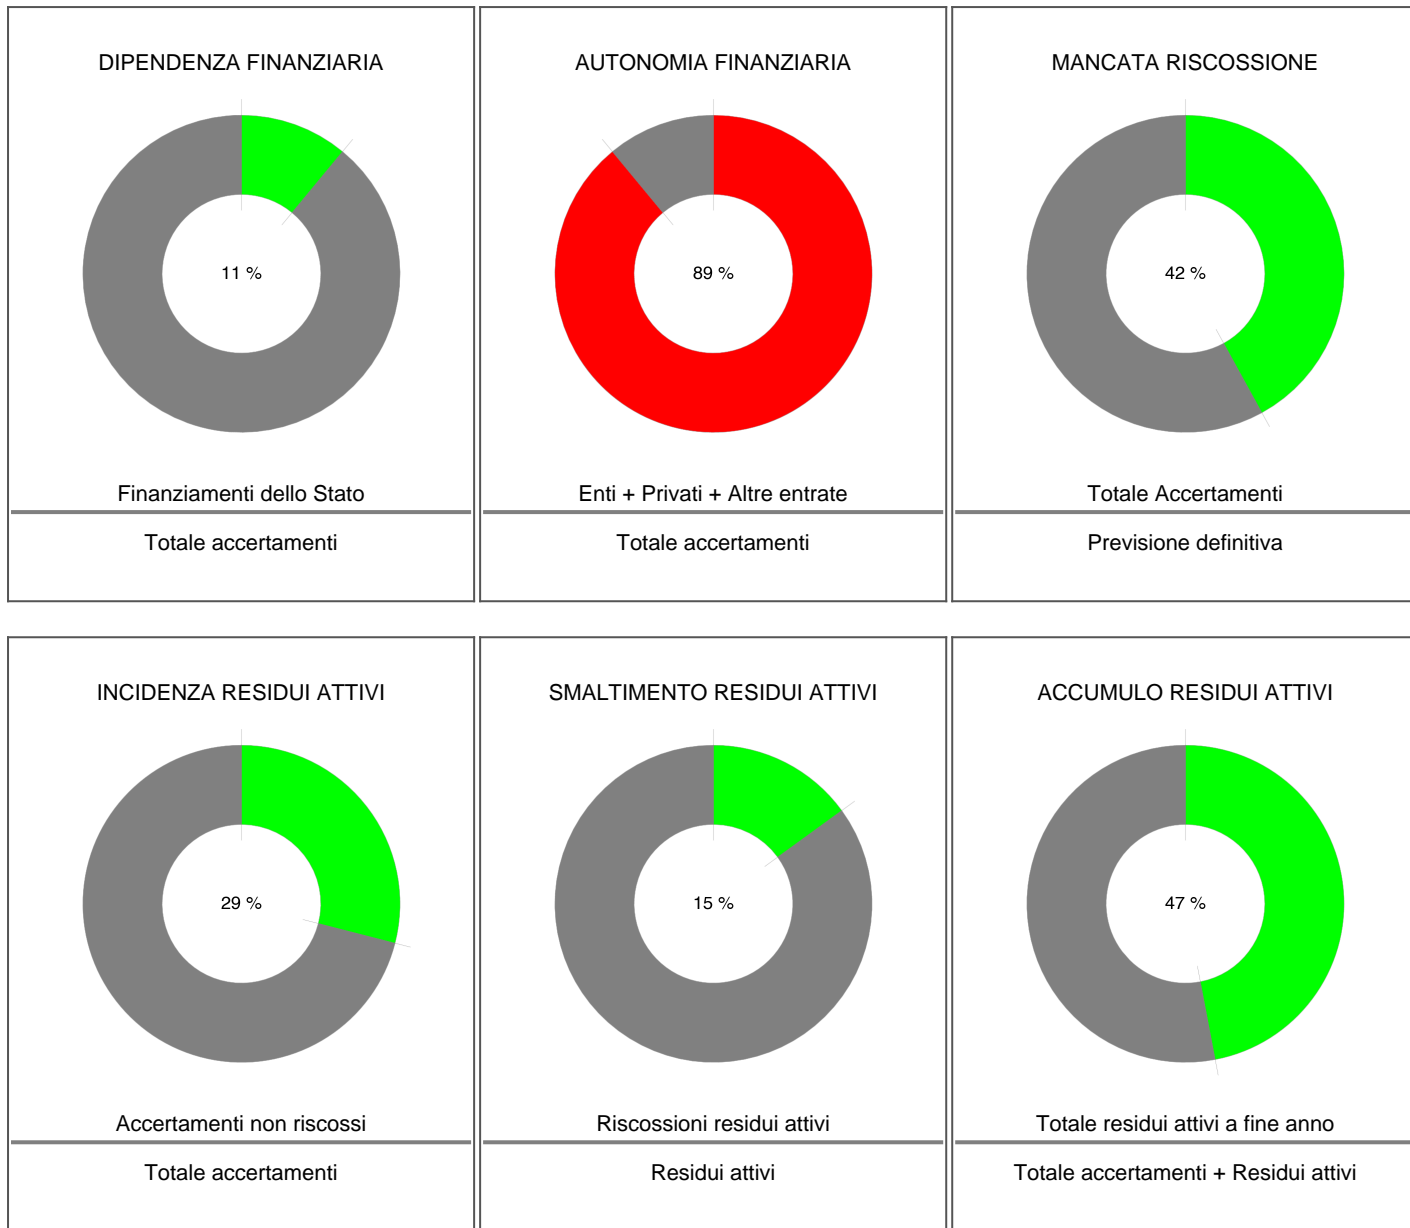 DIPENDENZA FINANZIARIA
11 %
Finanziamenti dello Stato
Totale accertamenti
AUTONOMIA FINANZIARIA
89 %
Enti + Privati + Altre entrate
Totale accertamenti
MANCATA RISCOSSIONE
42 %
Totale Accertamenti
Previsione definitiva
INCIDENZA RESIDUI ATTIVI
29 %
Accertamenti non riscossi
Totale accertamenti
SMALTIMENTO RESIDUI ATTIVI
15 %
Riscossioni residui attivi
Residui attivi
ACCUMULO RESIDUI ATTIVI
47 %
Totale residui attivi a fine anno
Totale accertamenti + Residui attivi